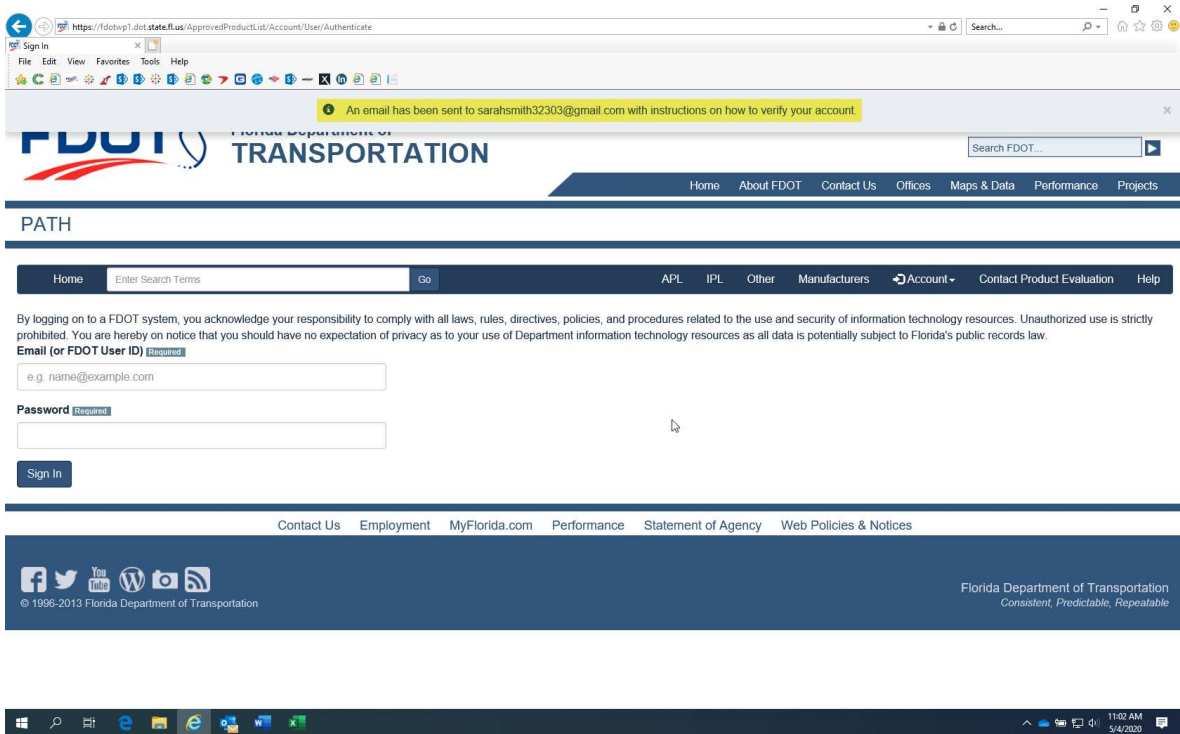 https://fdotwp1.dot.state.fl.us/ApprovedProductList/Account/User/Authenticate
Search...
Sign In
File Edit View Favorites Tools Help
An email has been sent to sarahsmith32303@gmail.com with instructions on how to verify your account.
FDOT
Florida Department of
TRANSPORTATION
Search FDOT...
Home About FDOT Contact Us Offices Maps & Data Performance Projects
PATH
Home Enter Search Terms Go APL IPL Other Manufacturers Account Contact Product Evaluation Help
By logging on to a FDOT system, you acknowledge your responsibility to comply with all laws, rules, directives, policies, and procedures related to the use and security of information technology resources. Unauthorized use is strictly
prohibited. You are hereby on notice that you should have no expectation of privacy as to your use of Department information technology resources as all data is potentially subject to Florida's public records law.
Email (or FDOT User ID) Required
e.g. name@example.com
Password Required
Sign In
Contact Us Employment MyFlorida.com Performance Statement of Agency Web Policies & Notices
You
Tube
© 1996-2013 Florida Department of Transportation
Florida Department of Transportation
Consistent, Predictable, Repeatable
11:02 AM
5/4/2020